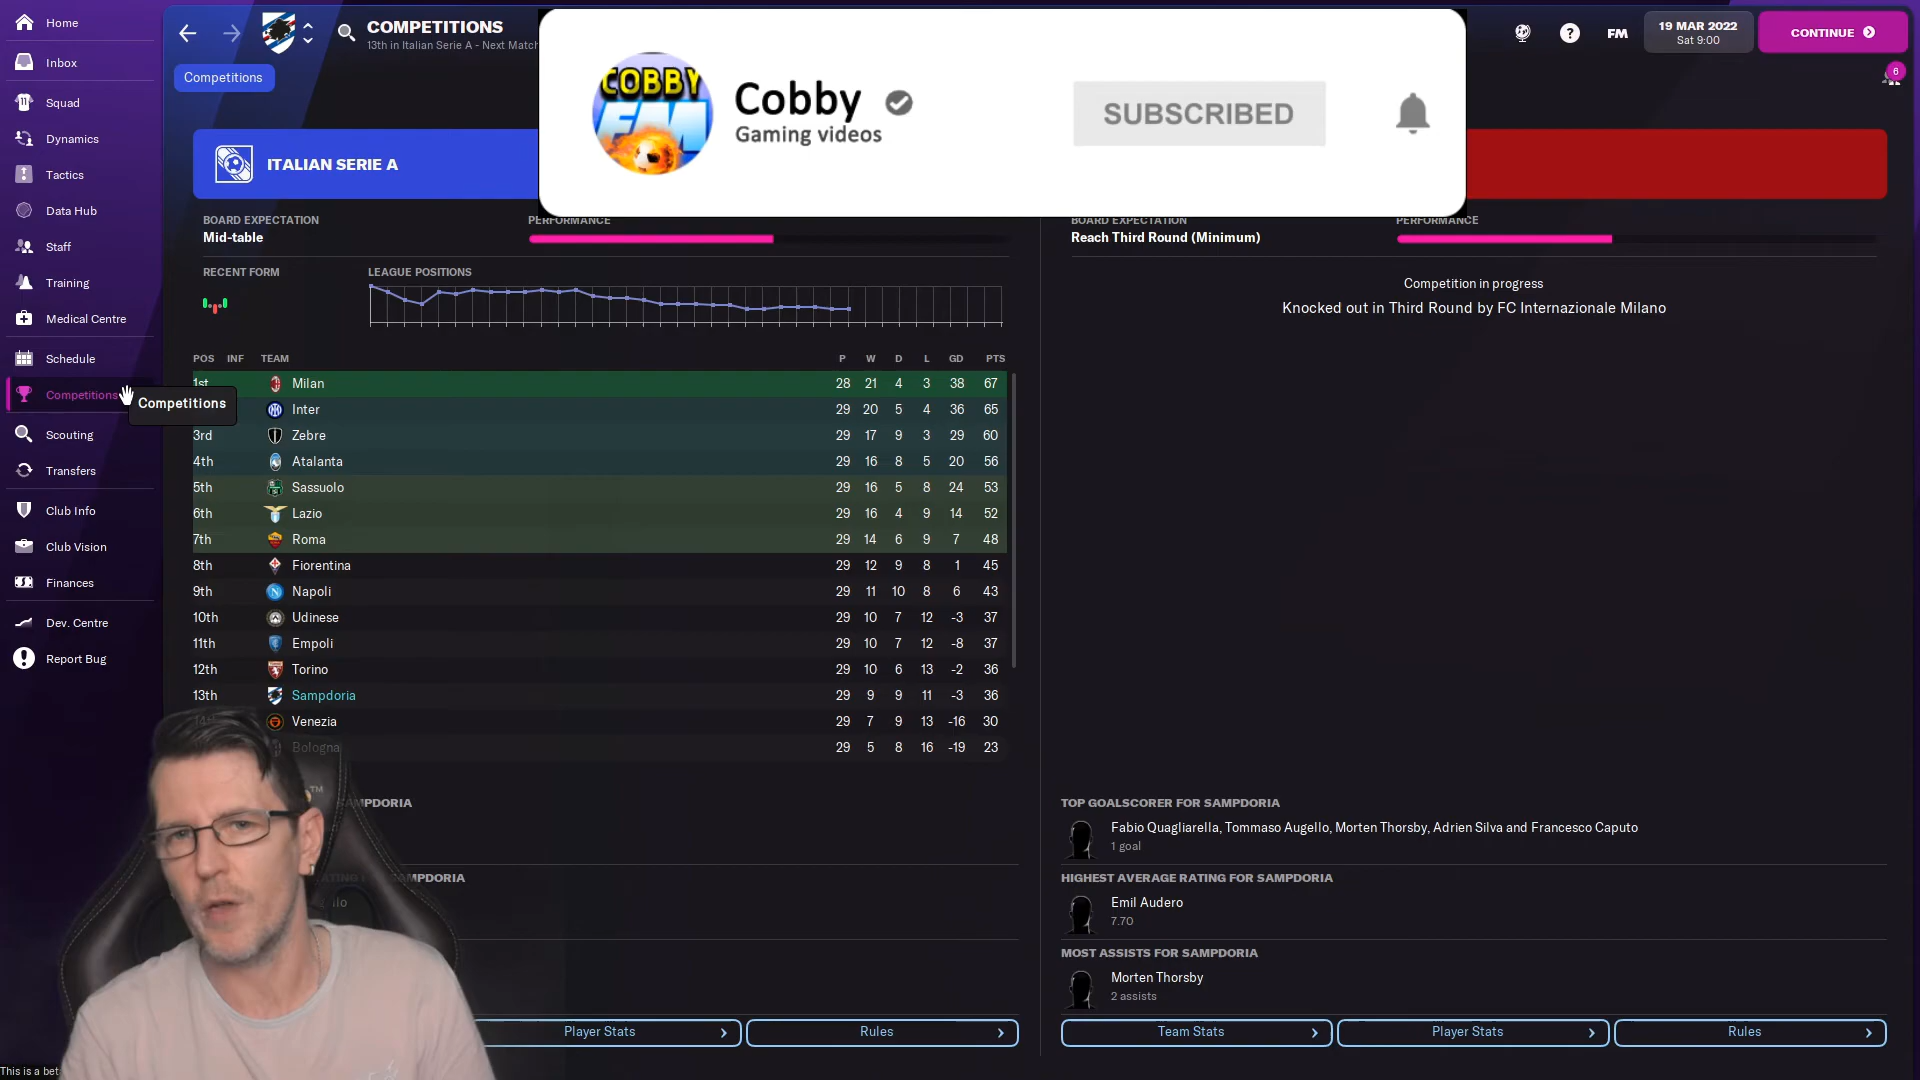 Home
COMPETITIONS
13th in Italian Serie A - Next Match
FM
19 MAR 2022
Sat 9:00
CONTINUE
Inbox
Competitions
6
COBBY
FM
Cobby
Gaming videos
SUBSCRIBED
Squad
Dynamics
Tactics
Data Hub
Staff
Training
Medical Centre
Schedule
Competitions
Competitions
Scouting
Transfers
Club Info
Club Vision
Finances
Dev. Centre
Report Bug
ITALIAN SERIE A
BOARD EXPECTATION PERFORMANCE
Mid-table
RECENT FORM LEAGUE POSITIONS
POS INF TEAM P W D L GD PTS
1st Milan 28 21 4 3 38 67
Inter 29 20 5 4 36 65
3rd Zebre 29 17 9 3 29 60
4th Atalanta 29 16 8 5 20 56
5th Sassuolo 29 16 5 8 24 53
6th Lazio 29 16 4 9 14 52
7th Roma 29 14 6 9 7 48
8th Fiorentina 29 12 9 8 1 45
9th Napoli 29 11 10 8 6 43
10th Udinese 29 10 7 12 -3 37
11th Empoli 29 10 7 12 -8 37
12th Torino 29 10 6 13 -2 36
13th Sampdoria 29 9 9 11 -3 36
14th Venezia 29 7 9 13 -16 30
Bologna 29 5 8 16 -19 23
SAMPDORIA
SAMPDORIA
Player Stats
Rules
BOARD EXPECTATION PERFORMANCE
Reach Third Round (Minimum)
Competition in progress
Knocked out in Third Round by FC Internazionale Milano
TOP GOALSCORER FOR SAMPDORIA
Fabio Quagliarella, Tommaso Augello, Morten Thorsby, Adrien Silva and Francesco Caputo
1 goal
HIGHEST AVERAGE RATING FOR SAMPDORIA
Emil Audero
7.70
MOST ASSISTS FOR SAMPDORIA
Morten Thorsby
2 assists
Team Stats
Player Stats
Rules
This is a bet